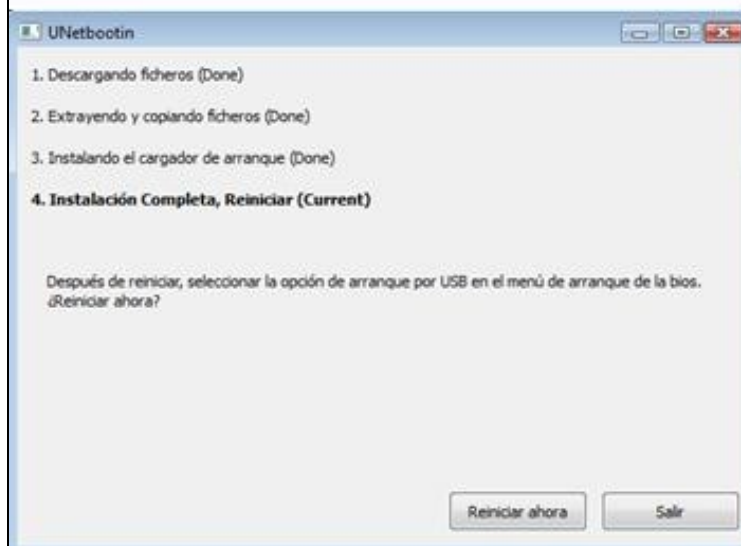 UNetbootin
1. Descargando ficheros (Done)
2. Extrayendo y copiando ficheros (Done)
3. Instalando el cargador de arranque (Done)
4. Instalación Completa, Reiniciar (Current)
Después de reiniciar, seleccionar la opción de arranque por USB en el menú de arranque de la bios.
¿Reiniciar ahora?
Reiniciar ahora
Salir